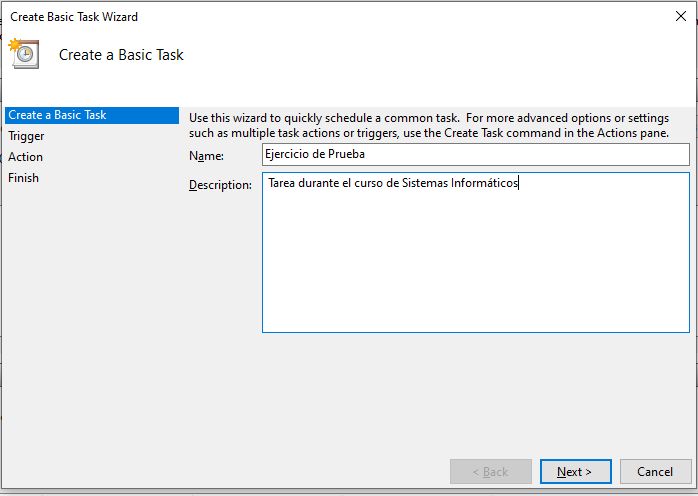 Create Basic Task Wizard
Create a Basic Task
Create a Basic Task
Trigger
Action
Finish
Use this wizard to quickly schedule a common task.  For more advanced options or settings
such as multiple task actions or triggers, use the Create Task command in the Actions pane.
Name: Ejercicio de Prueba
Description: Tarea durante el curso de Sistemas Informáticos
< Back Next > Cancel